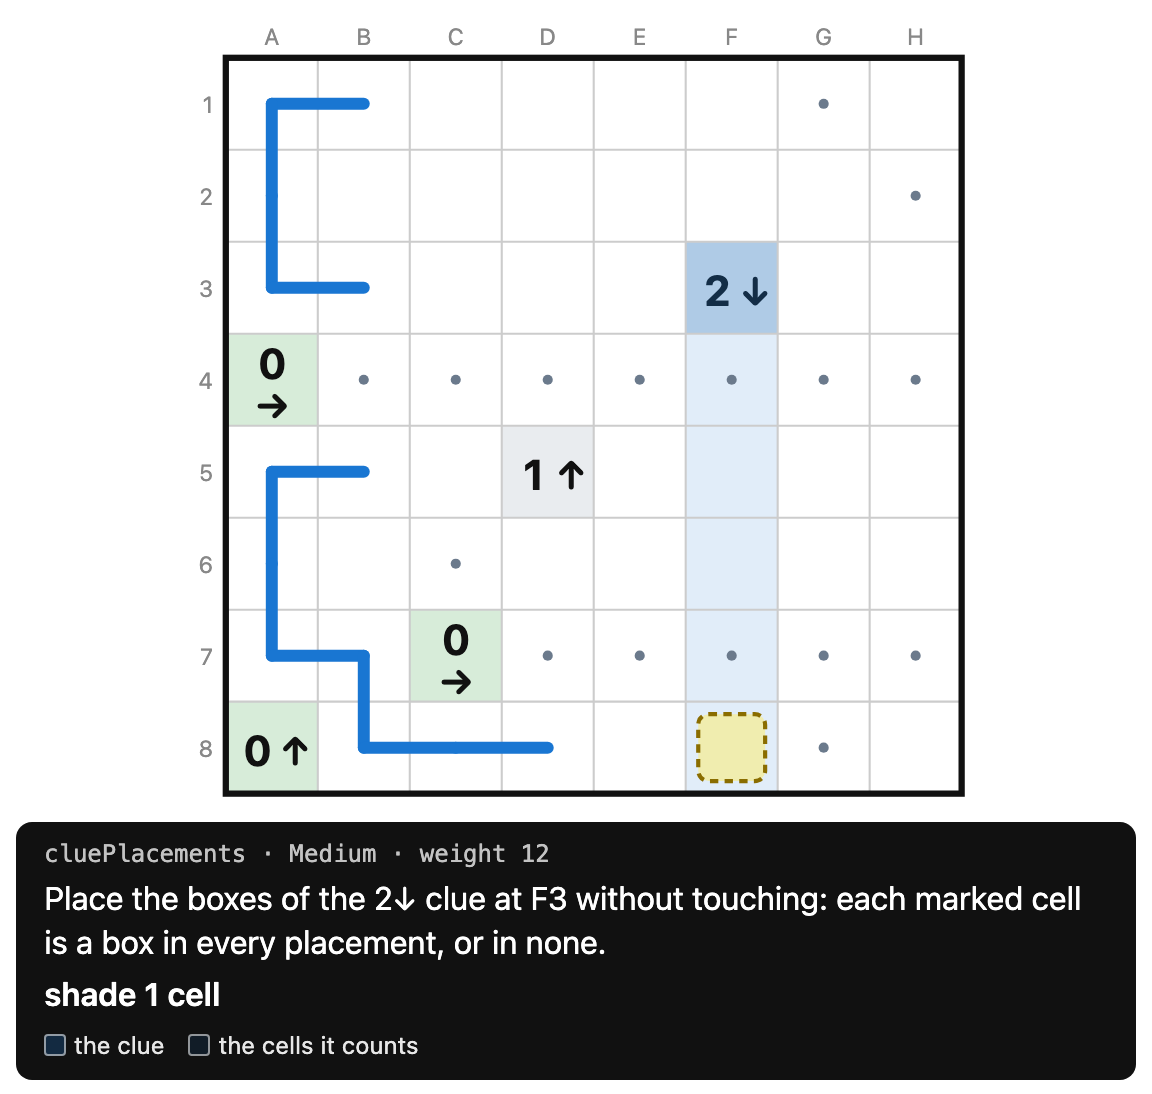 A B C D E F G H
1
2
3 2↓
4 0
→
5 1↑
6
7 0
→
8 0↑
cluePlacements · Medium · weight 12
Place the boxes of the 2↓ clue at F3 without touching: each marked cell
is a box in every placement, or in none.
shade 1 cell
the clue the cells it counts